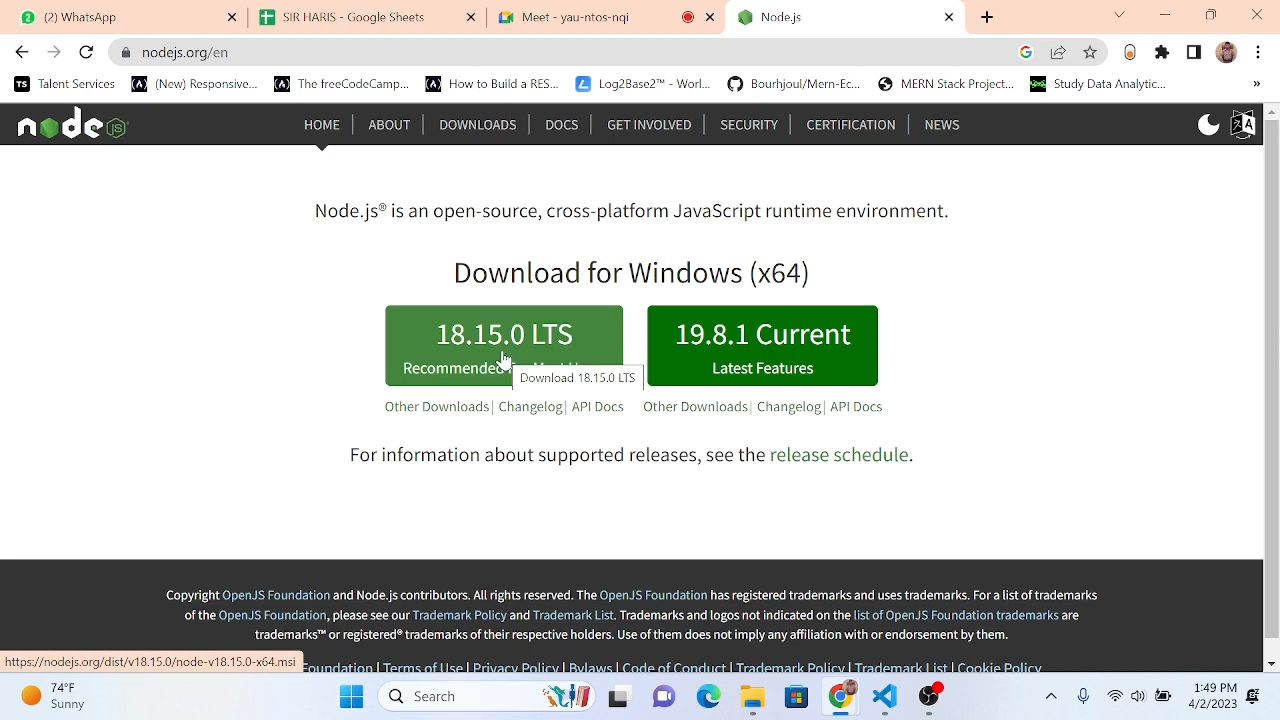 (2) WhatsApp
SIR HARIS - Google Sheets
Meet - yau-ntos-nqi
Node.js
nodejs.org/en
TS Talent Services
(New) Responsive...
The freeCodeCamp...
How to Build a RES...
Log2Base2™ - Worl...
Bourhjoul/Mern-Ec...
MERN Stack Project...
Study Data Analytic...
»
node JS
HOME
ABOUT
DOWNLOADS
DOCS
GET INVOLVED
SECURITY
CERTIFICATION
NEWS
Node.js® is an open-source, cross-platform JavaScript runtime environment.
Download for Windows (x64)
18.15.0 LTS
Recommended
Download 18.15.0 LTS
19.8.1 Current
Latest Features
Other Downloads | Changelog | API Docs
Other Downloads | Changelog | API Docs
For information about supported releases, see the release schedule.
Copyright OpenJS Foundation and Node.js contributors. All rights reserved. The OpenJS Foundation has registered trademarks and uses trademarks. For a list of trademarks
of the OpenJS Foundation, please see our Trademark Policy and Trademark List. Trademarks and logos not indicated on the list of OpenJS Foundation trademarks are
trademarks™ or registered® trademarks of their respective holders. Use of them does not imply any affiliation with or endorsement by them.
https://nodejs.org/dist/v18.15.0/node-v18.15.0-x64.msi
Foundation | Terms of Use | Privacy Policy | Bylaws | Code of Conduct | Trademark Policy | Trademark List | Cookie Policy
74°F
Sunny
Search
1:49 PM
4/2/2023